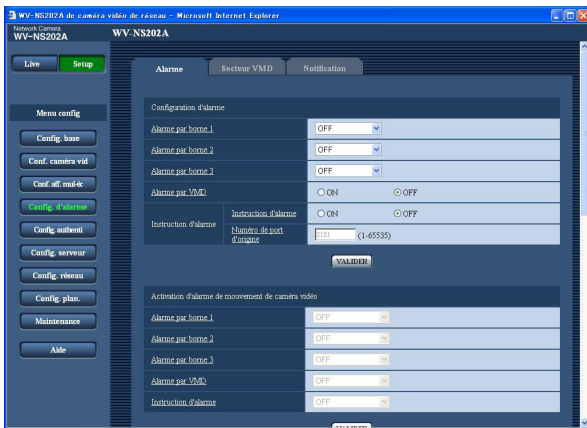 WV-NS202A de caméra vidéo de réseau - Microsoft Internet Explorer
Network Camera
WV-NS202A
WV-NS202A
Live
Setup
Alarme
Secteur VMD
Notification
Menu config
Config. base
Conf. caméra vid
Conf. aff. mul-éc
Config. d'alarme
Config. authenti
Config. serveur
Config. réseau
Config. plan.
Maintenance
Aide
Configuration d'alarme
Alarme par borne 1
OFF
Alarme par borne 2
OFF
Alarme par borne 3
OFF
Alarme par VMD
ON
OFF
Instruction d'alarme
Instruction d'alarme
ON
OFF
Numéro de port
d'origine
8181
(1-65535)
VALIDER
Activation d'alarme de mouvement de caméra vidéo
Alarme par borne 1
OFF
Alarme par borne 2
OFF
Alarme par borne 3
OFF
Alarme par VMD
OFF
Instruction d'alarme
OFF
VALIDER